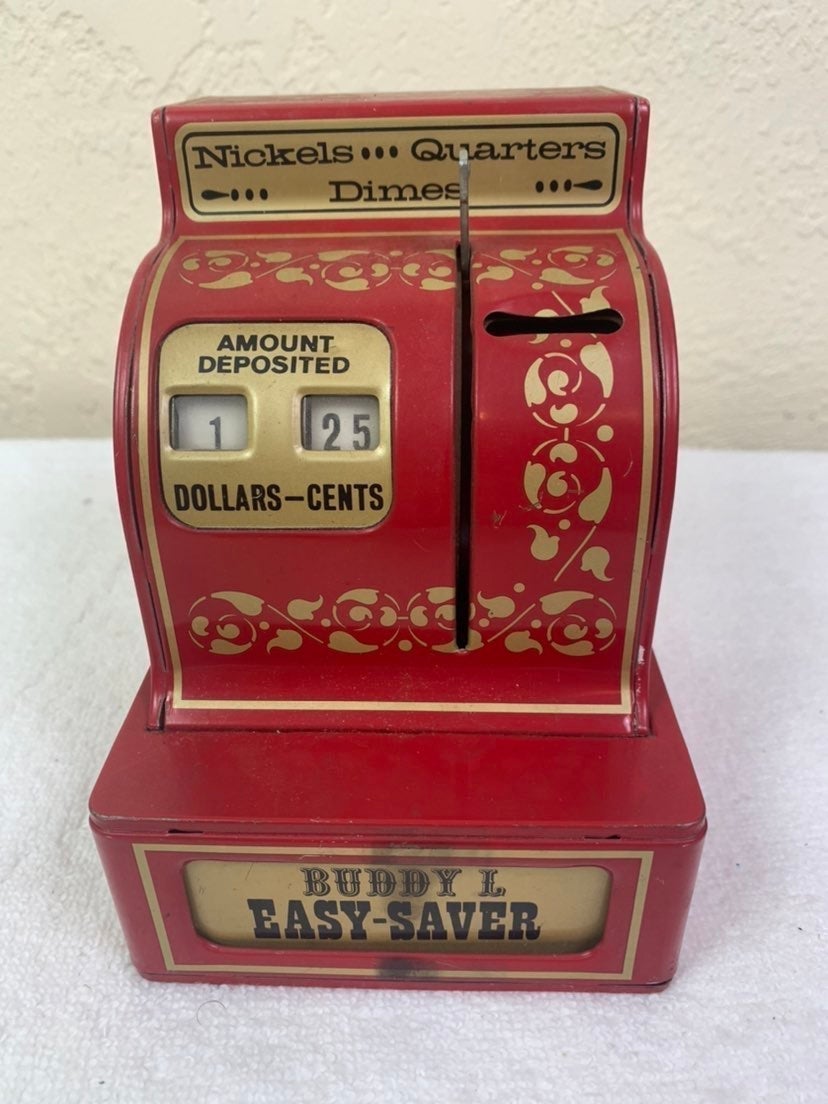 Nickels ••• Quarters
Dimes
AMOUNT
DEPOSITED
1 25
DOLLARS–CENTS
BUDDY L
EASY-SAVER